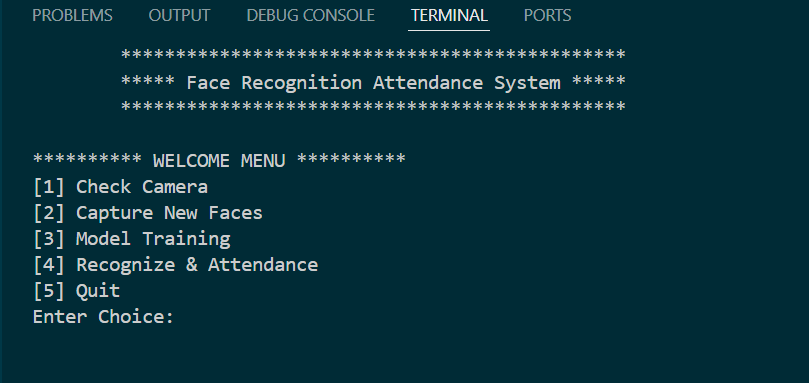 PROBLEMS OUTPUT DEBUG CONSOLE TERMINAL PORTS
**********************************************
***** Face Recognition Attendance System *****
**********************************************
********** WELCOME MENU **********
[1] Check Camera
[2] Capture New Faces
[3] Model Training
[4] Recognize & Attendance
[5] Quit
Enter Choice: